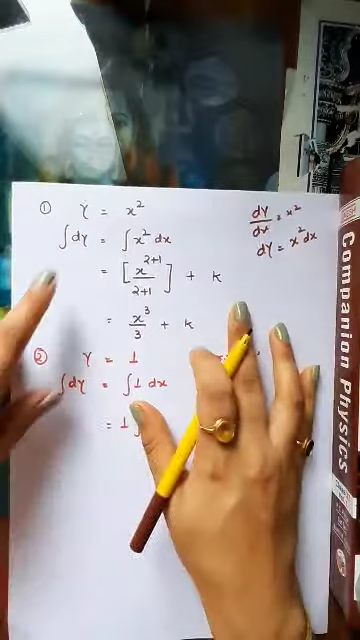 ① Y = x²
∫dy = ∫x² dx
= [x²⁺¹/2+1] + K
= x³/3 + K
dY/dx = x²
dY = x² dx
② Y = 1
∫dy = ∫1 dx
= 1
Companion Physics